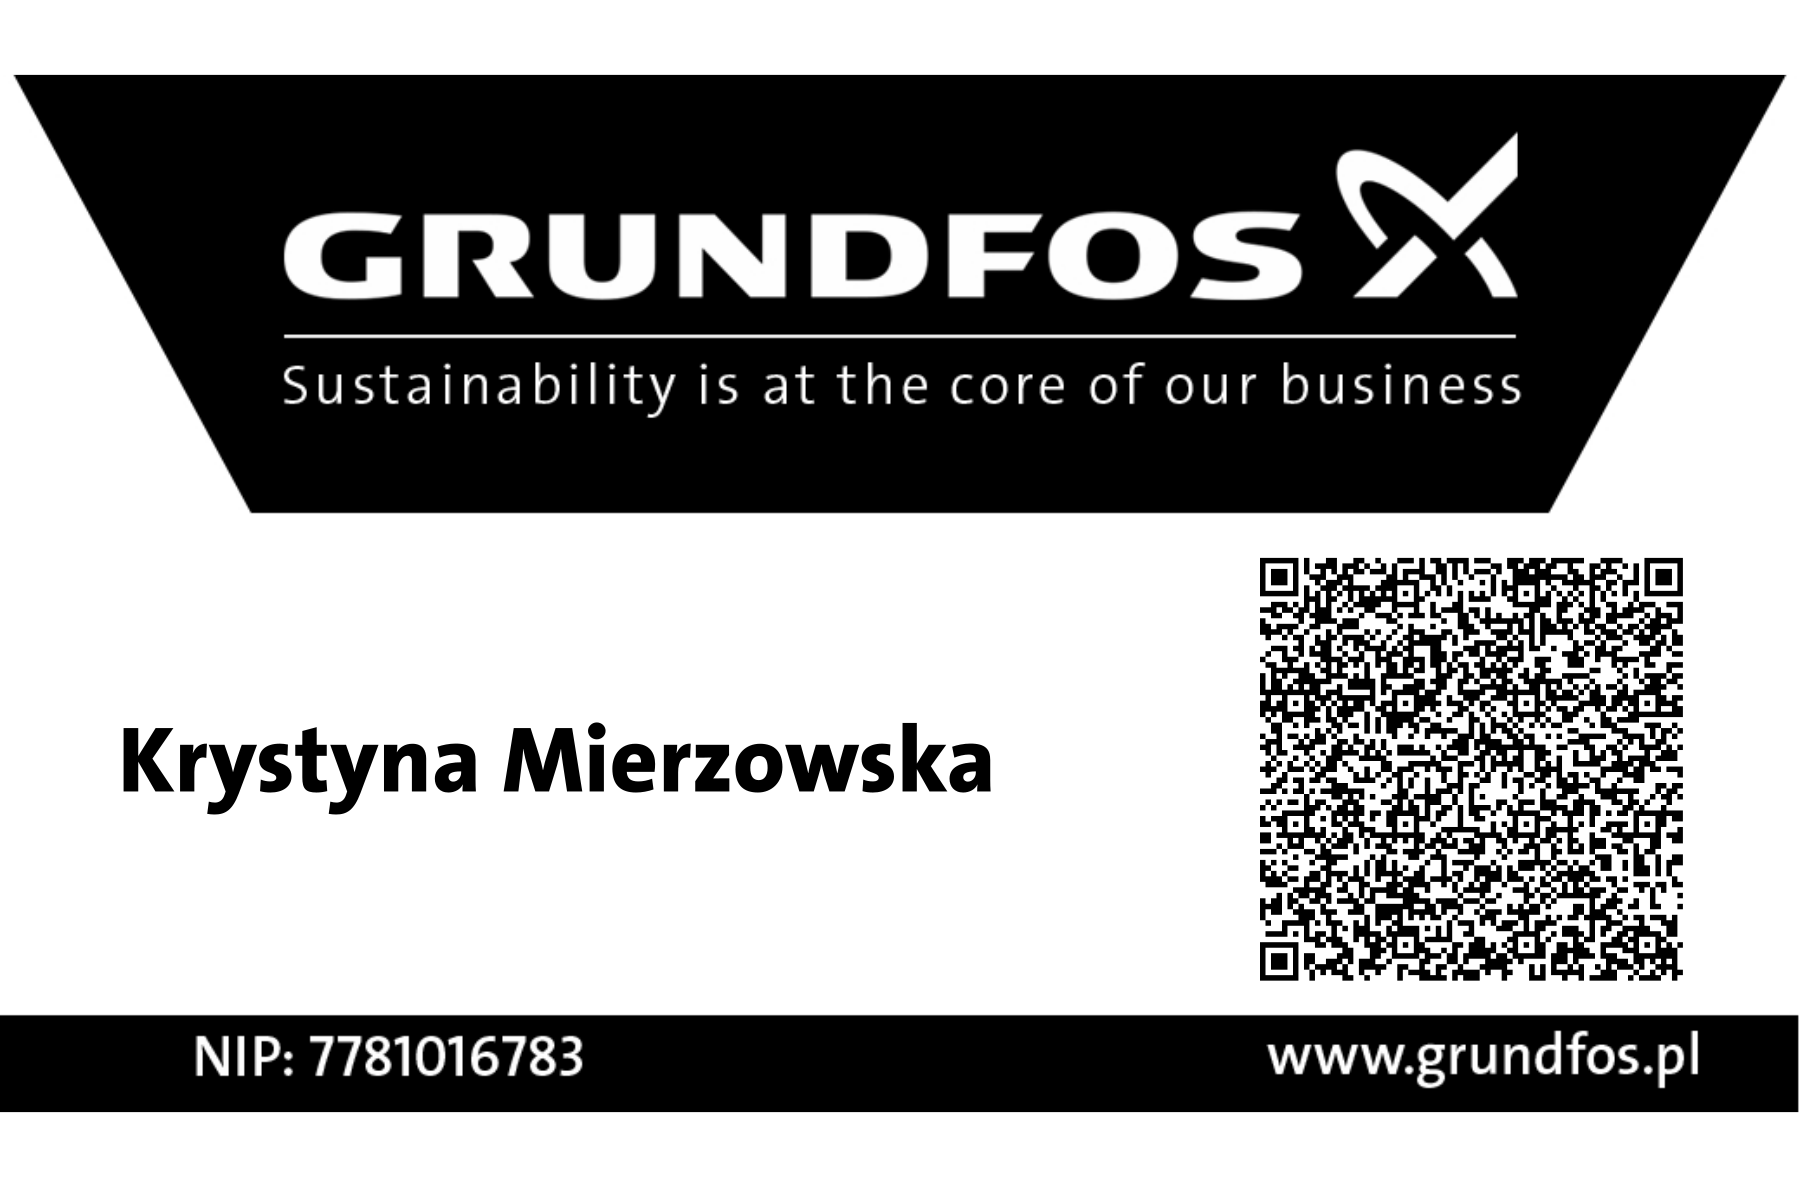 GRUNDFOS
Sustainability is at the core of our business
Krystyna Mierzowska
NIP: 7781016783
www.grundfos.pl